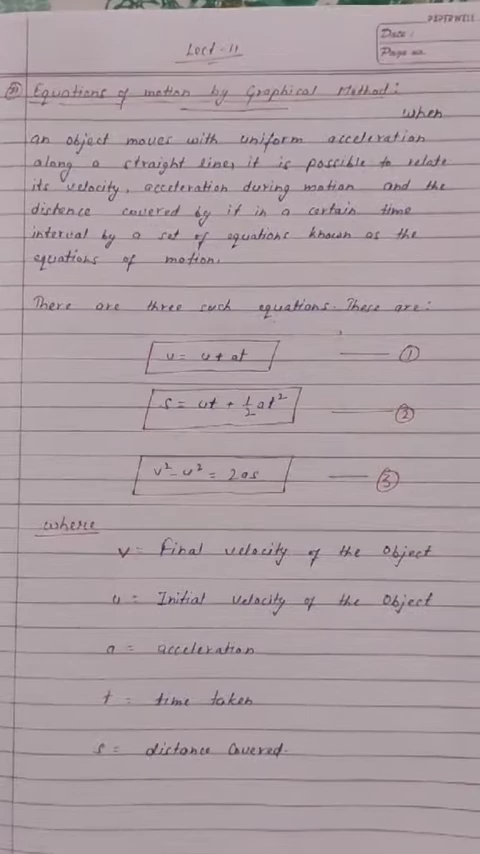 PAPERWELL
Date :
Page no.
Lect - 11
Equations of motion by Graphical Method :
when
an object moves with uniform acceleration
along a straight line, it is possible to relate
its velocity, acceleration during motion and the
distance covered by it in a certain time
interval by a set of equations known as the
equations of motion.
There are three such equations. These are :
v = u + at ①
s = ut + 1/2 at² ②
v² - u² = 2as ③
where
v = Final velocity of the Object
u = Initial velocity of the Object
a = acceleration
t = time taken
s = distance Covered.